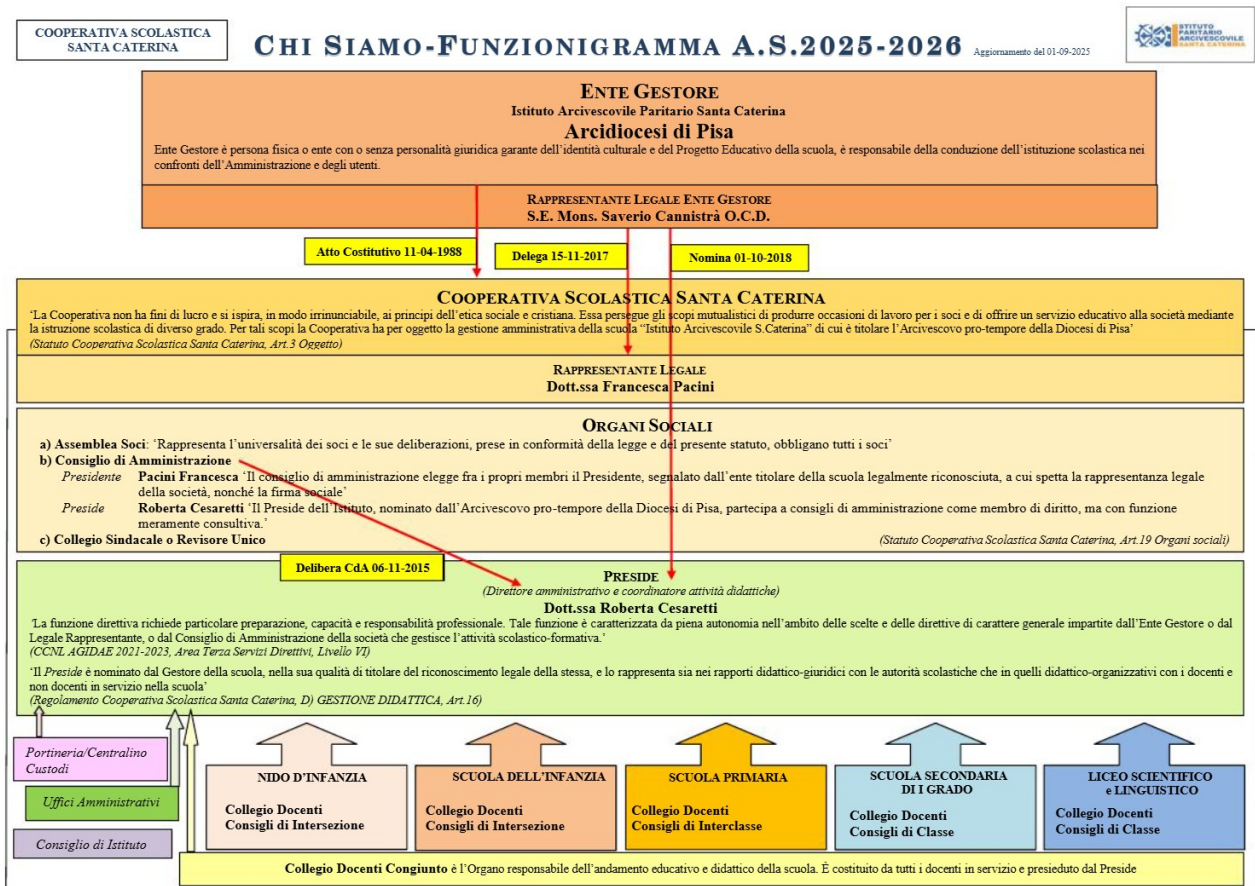 COOPERATIVA SCOLASTICA
SANTA CATERINA
CHI SIAMO-FUNZIONIGRAMMA A.S.2025-2026
Aggiornamento del 01-09-2025
ISTITUTO
PARITARIO
ARCIVESCOVILE
SANTA CATERINA
ENTE GESTORE
Istituto Arcivescovile Paritario Santa Caterina
Arcidiocesi di Pisa
Ente Gestore è persona fisica o ente con o senza personalità giuridica garante dell'identità culturale e del Progetto Educativo della scuola, è responsabile della conduzione dell'istituzione scolastica nei
confronti dell'Amministrazione e degli utenti.
RAPPRESENTANTE LEGALE ENTE GESTORE
S.E. Mons. Saverio Cannistrà O.C.D.
Atto Costitutivo 11-04-1988
Delega 15-11-2017
Nomina 01-10-2018
COOPERATIVA SCOLASTICA SANTA CATERINA
'La Cooperativa non ha fini di lucro e si ispira, in modo irrinunciabile, ai principi dell'etica sociale e cristiana. Essa persegue gli scopi mutualistici di produrre occasioni di lavoro per i soci e di offrire un servizio educativo alla società mediante
la istruzione scolastica di diverso grado. Per tali scopi la Cooperativa ha per oggetto la gestione amministrativa della scuola "Istituto Arcivescovile S.Caterina" di cui è titolare l'Arcivescovo pro-tempore della Diocesi di Pisa'
(Statuto Cooperativa Scolastica Santa Caterina, Art.3 Oggetto)
RAPPRESENTANTE LEGALE
Dott.ssa Francesca Pacini
ORGANI SOCIALI
a) Assemblea Soci: 'Rappresenta l'universalità dei soci e le sue deliberazioni, prese in conformità della legge e del presente statuto, obbligano tutti i soci'
b) Consiglio di Amministrazione
Presidente Pacini Francesca 'Il consiglio di amministrazione elegge fra i propri membri il Presidente, segnalato dall'ente titolare della scuola legalmente riconosciuta, a cui spetta la rappresentanza legale
della società, nonché la firma sociale'
Preside Roberta Cesaretti 'Il Preside dell'Istituto, nominato dall'Arcivescovo pro-tempore della Diocesi di Pisa, partecipa a consigli di amministrazione come membro di diritto, ma con funzione
meramente consultiva.'
c) Collegio Sindacale o Revisore Unico
(Statuto Cooperativa Scolastica Santa Caterina, Art.19 Organi sociali)
Delibera CdA 06-11-2015
PRESIDE
(Direttore amministrativo e coordinatore attività didattiche)
Dott.ssa Roberta Cesaretti
'La funzione direttiva richiede particolare preparazione, capacità e responsabilità professionale. Tale funzione è caratterizzata da piena autonomia nell'ambito delle scelte e delle direttive di carattere generale impartite dall'Ente Gestore o dal
Legale Rappresentante, o dal Consiglio di Amministrazione della società che gestisce l'attività scolastico-formativa.'
(CCNL AGIDAE 2021-2023, Area Terza Servizi Direttivi, Livello VI)
'Il Preside è nominato dal Gestore della scuola, nella sua qualità di titolare del riconoscimento legale della stessa, e lo rappresenta sia nei rapporti didattico-giuridici con le autorità scolastiche che in quelli didattico-organizzativi con i docenti e
non docenti in servizio nella scuola'
(Regolamento Cooperativa Scolastica Santa Caterina, D) GESTIONE DIDATTICA, Art.16)
Portineria/Centralino
Custodi
Uffici Amministrativi
Consiglio di Istituto
NIDO D'INFANZIA
Collegio Docenti
Consigli di Intersezione
SCUOLA DELL'INFANZIA
Collegio Docenti
Consigli di Intersezione
SCUOLA PRIMARIA
Collegio Docenti
Consigli di Interclasse
SCUOLA SECONDARIA
DI I GRADO
Collegio Docenti
Consigli di Classe
LICEO SCIENTIFICO
e LINGUISTICO
Collegio Docenti
Consigli di Classe
Collegio Docenti Congiunto è l'Organo responsabile dell'andamento educativo e didattico della scuola. È costituito da tutti i docenti in servizio e presieduto dal Preside